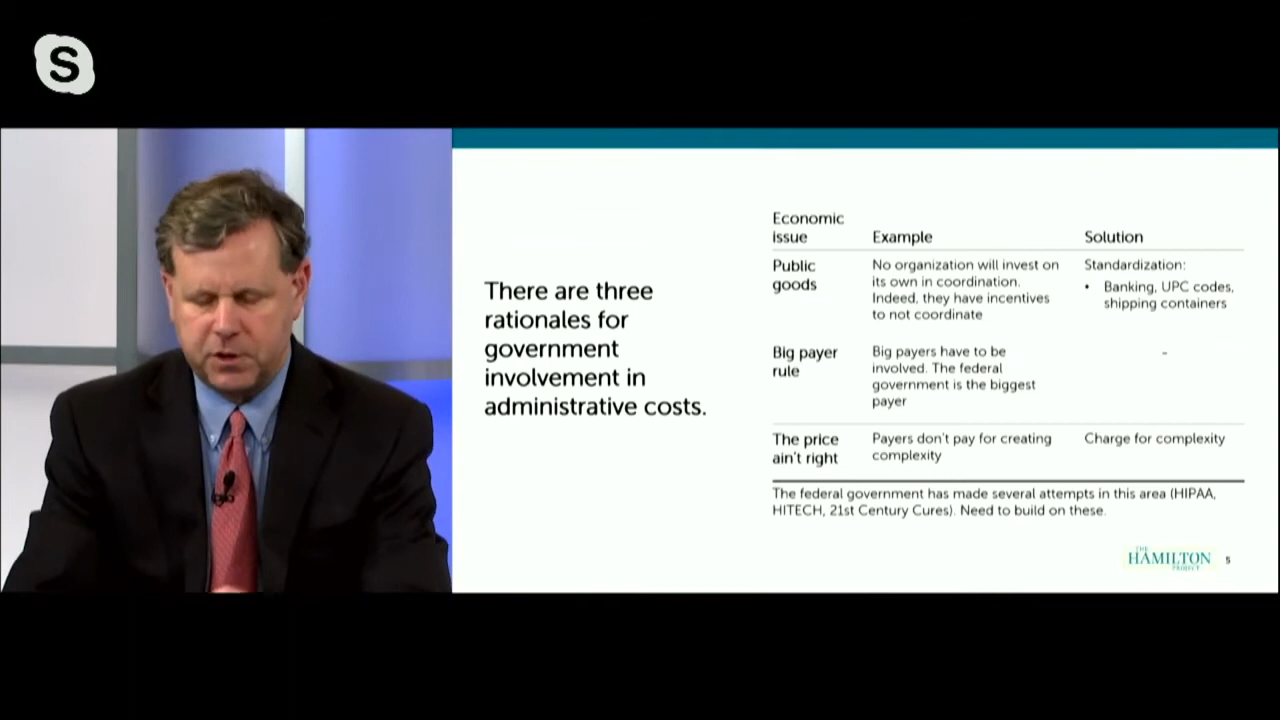 S
There are three
rationales for
government
involvement in
administrative costs.
Economic
issue
Example
Solution
Public
goods
No organization will invest on
its own in coordination.
Indeed, they have incentives
to not coordinate
Standardization:
• Banking, UPC codes,
shipping containers
Big payer
rule
Big payers have to be
involved. The federal
government is the biggest
payer
-
The price
ain't right
Payers don't pay for creating
complexity
Charge for complexity
The federal government has made several attempts in this area (HIPAA,
HITECH, 21st Century Cures). Need to build on these.
THE
HAMILTON
PROJECT
5